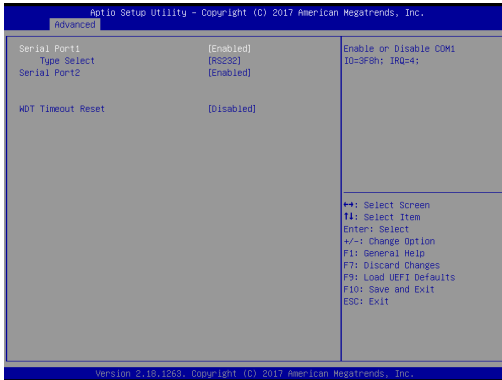 Aptio Setup Utility – Copyright (C) 2017 American Megatrends, Inc.
Advanced
Serial Port1 [Enabled]
Type Select [RS232]
Serial Port2 [Enabled]
WDT Timeout Reset [Disabled]
Enable or Disable COM1
IO=3F8h; IRQ=4;
↔: Select Screen
↑↓: Select Item
Enter: Select
+/-: Change Option
F1: General Help
F7: Discard Changes
F9: Load UEFI Defaults
F10: Save and Exit
ESC: Exit
Version 2.18.1263. Copyright (C) 2017 American Megatrends, Inc.